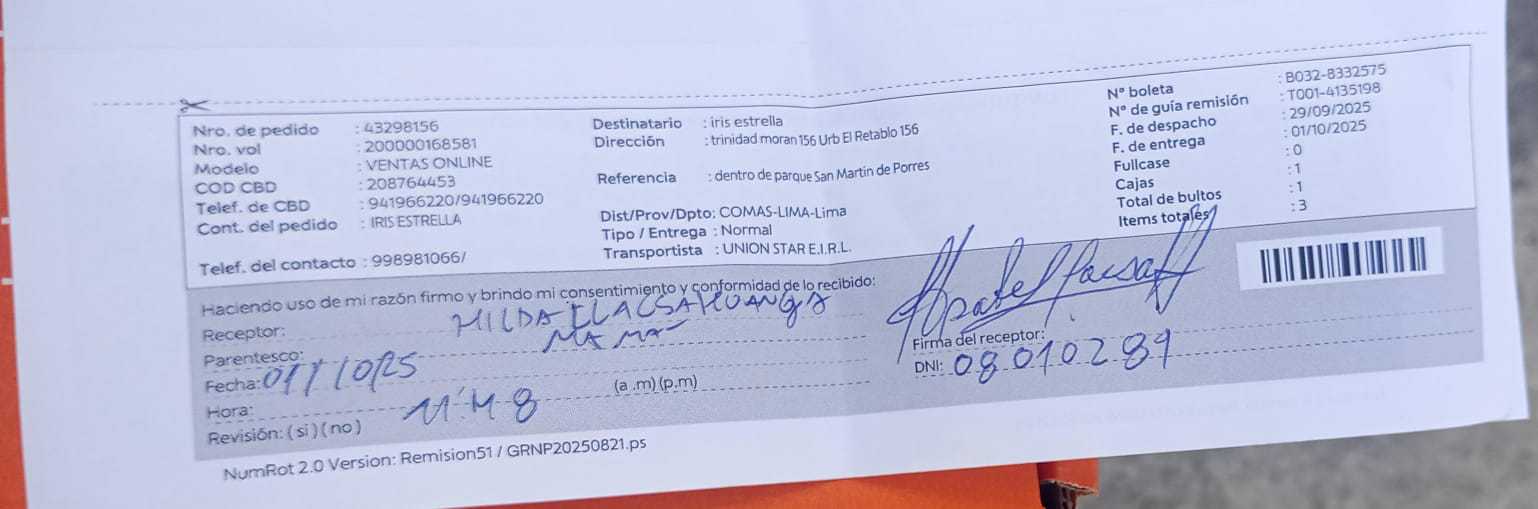 Nro. de pedido : 43298156
Nro. vol : 200000168581
Modelo : VENTAS ONLINE
COD CBD : 208764453
Telef. de CBD : 941966220/941966220
Cont. del pedido : IRIS ESTRELLA
Telef. del contacto : 998981066/
Destinatario : iris estrella
Dirección : trinidad moran 156 Urb El Retablo 156
Referencia : dentro de parque San Martin de Porres
Dist/Prov/Dpto: COMAS-LIMA-Lima
Tipo / Entrega : Normal
Transportista : UNION STAR E.I.R.L.
N° boleta : B032-8332575
N° de guía remisión : T001-4135198
F. de despacho : 29/09/2025
F. de entrega : 01/10/2025
Fullcase : 0
Cajas : 1
Total de bultos : 1
Items totales : 3
Haciendo uso de mi razón firmo y brindo mi consentimiento y conformidad de lo recibido:
Receptor: HILDA
Parentesco: MAMA
Fecha: 01/10/25
Hora: (a .m) (p.m)
Revisión: ( si ) ( no )
Firma del receptor:
DNI: 08010289
NumRot 2.0 Version: Remision51 / GRNP20250821.ps